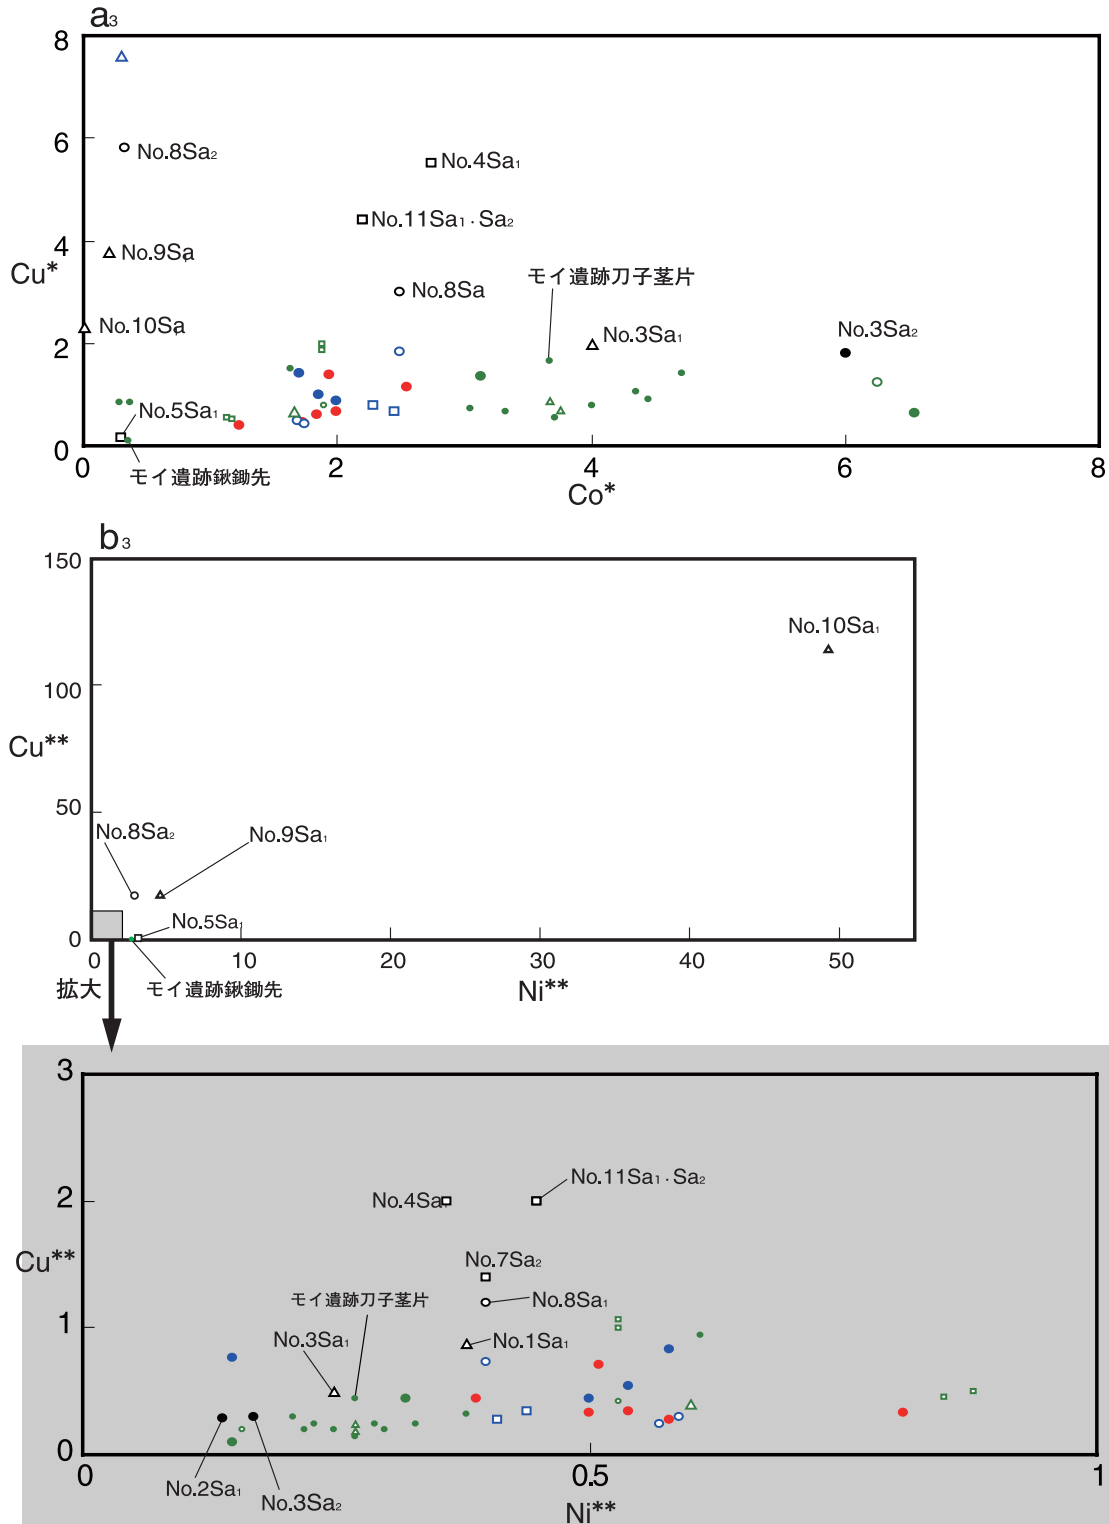 a₃
8
6
4
2
0
Cu*
No.8Sa₂
No.4Sa₁
No.11Sa₁・Sa₂
No.9Sa₁
モイ遺跡刀子茎片
No.8Sa
No.10Sa₁
No.3Sa₁
No.3Sa₂
No.5Sa₁
モイ遺跡鍬鋤先
0
2
4
6
8
Co*
b₃
150
100
50
0
Cu**
No.10Sa₁
No.8Sa₂
No.9Sa₁
No.5Sa₁
0
10
20
30
40
50
拡大
モイ遺跡鍬鋤先
Ni**
3
2
1
0
Cu**
No.11Sa₁・Sa₂
No.4Sa₁
No.7Sa₂
モイ遺跡刀子茎片
No.8Sa₁
No.3Sa₁
No.1Sa₁
0
0.5
1
No.2Sa₁
No.3Sa₂
Ni**